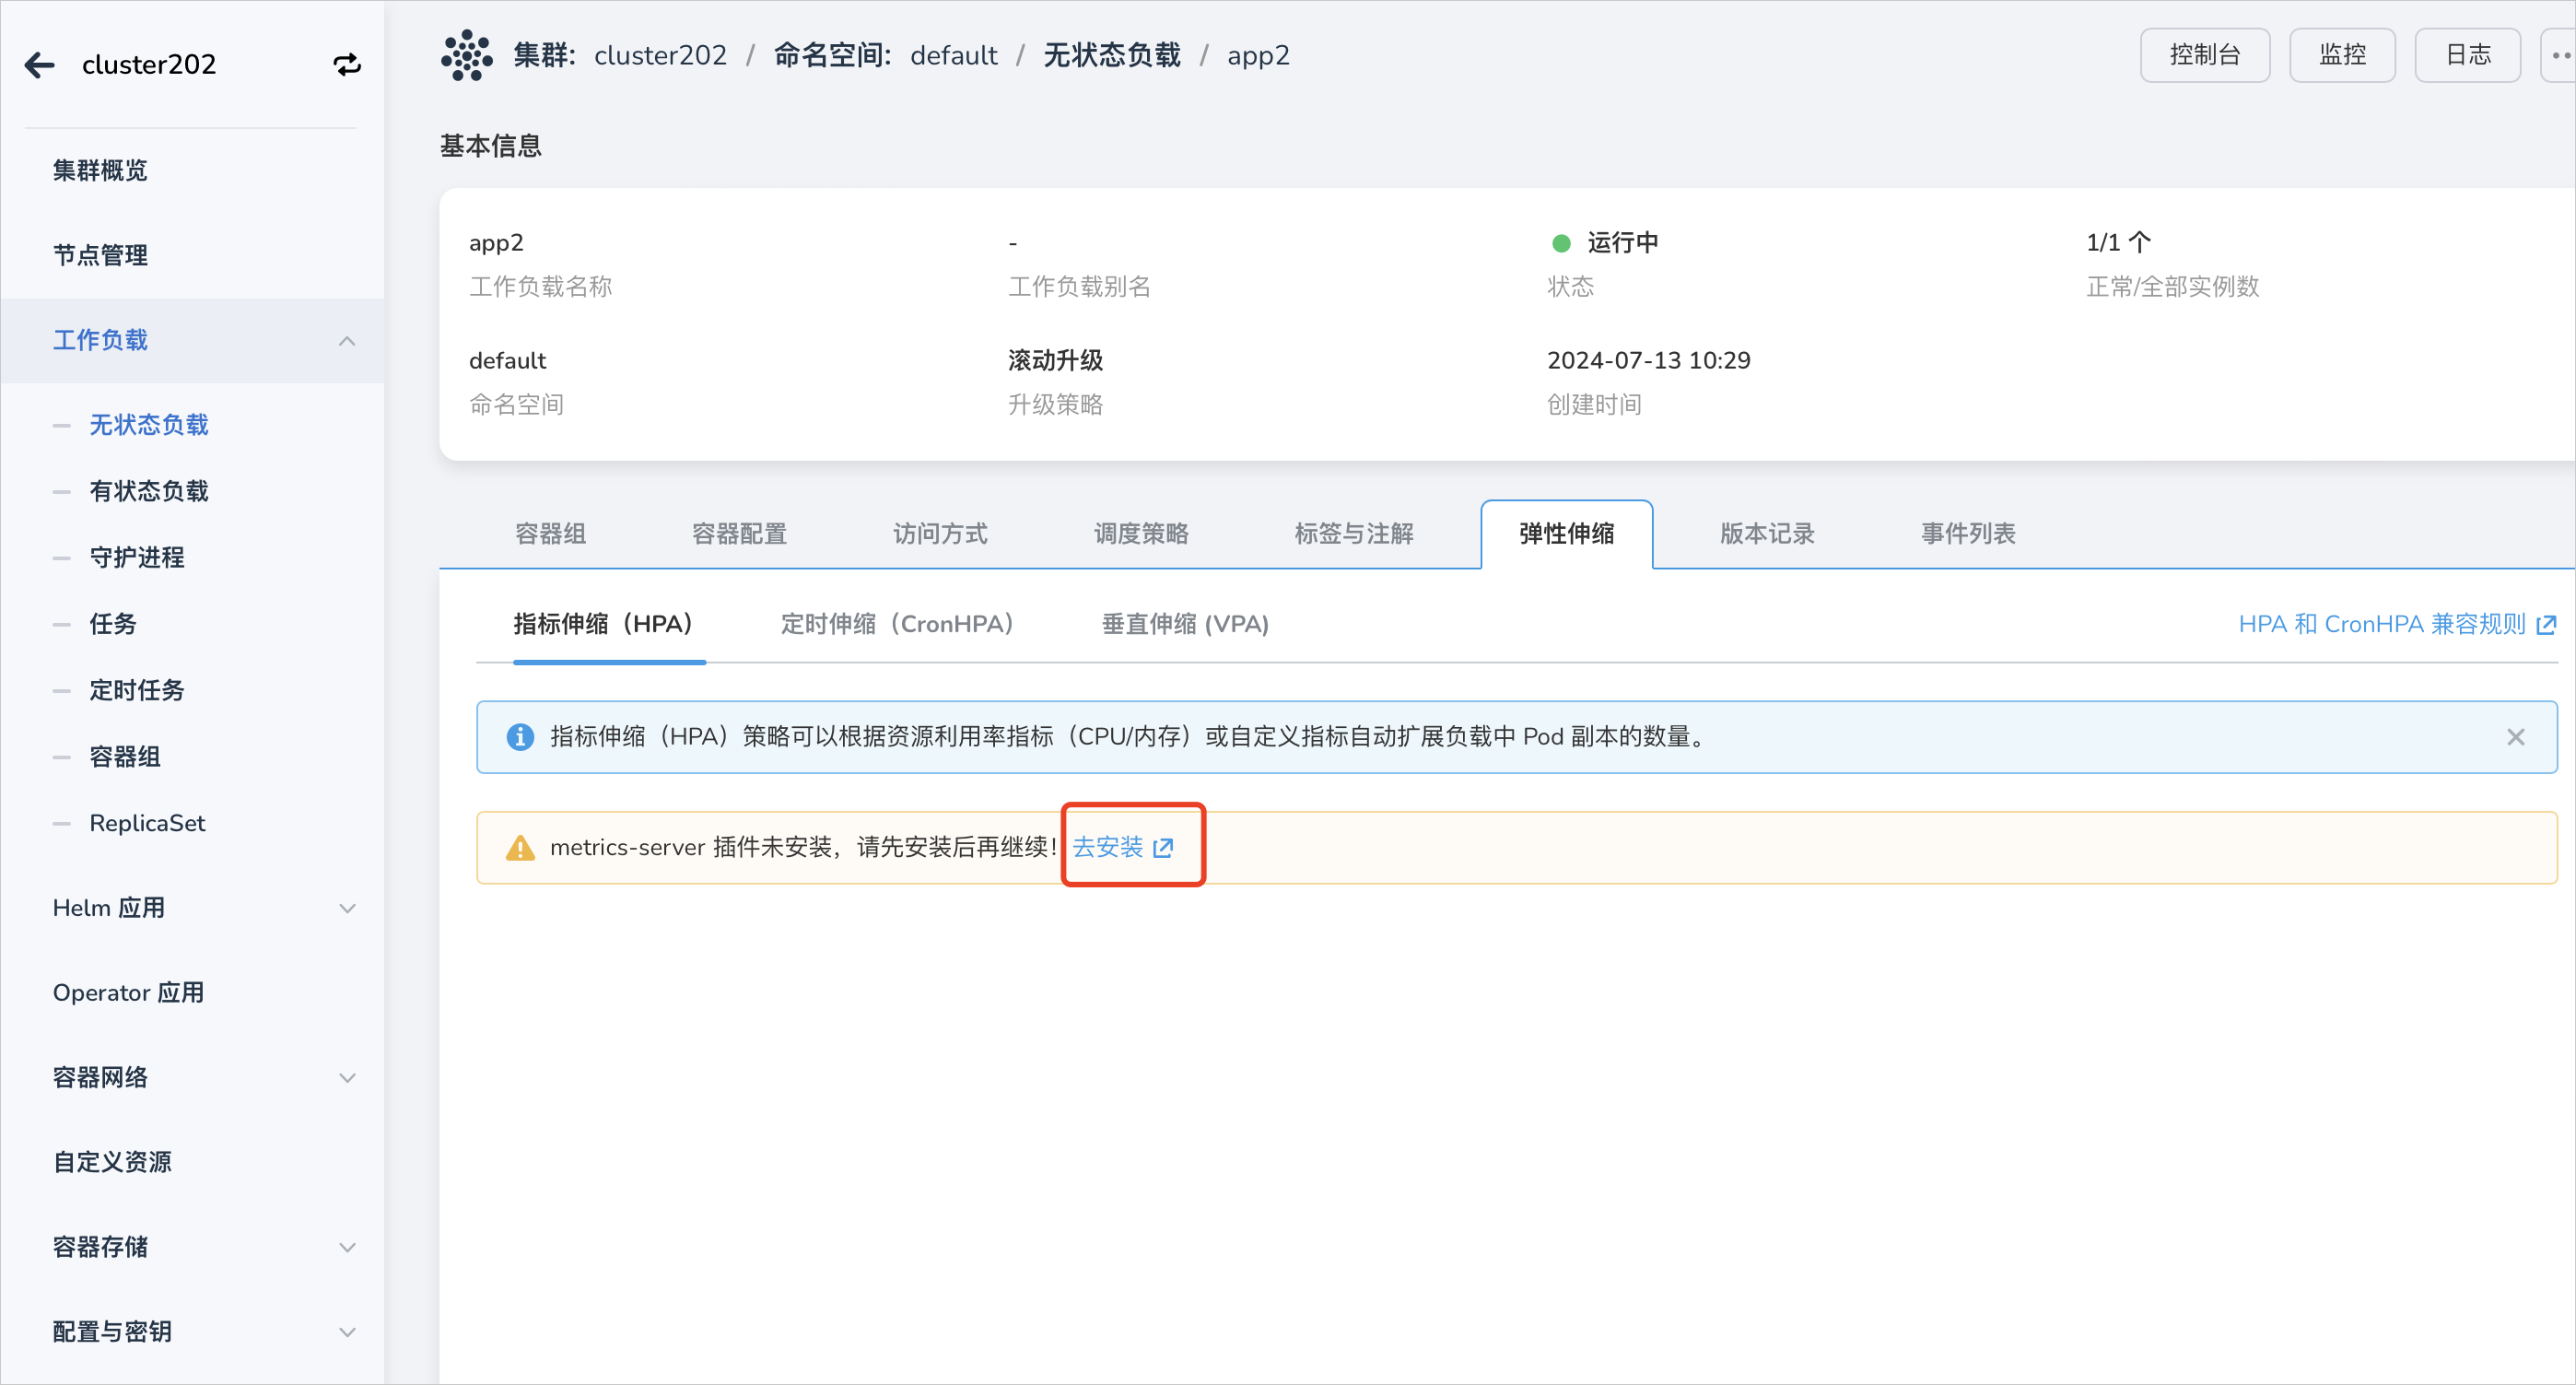 cluster202
集群概览
节点管理
工作负载
无状态负载
有状态负载
守护进程
任务
定时任务
容器组
ReplicaSet
Helm 应用
Operator 应用
容器网络
自定义资源
容器存储
配置与密钥
集群: cluster202 / 命名空间: default / 无状态负载 / app2
控制台 监控 日志
基本信息
app2 - 运行中 1/1 个
工作负载名称 工作负载别名 状态 正常/全部实例数
default 滚动升级 2024-07-13 10:29
命名空间 升级策略 创建时间
容器组 容器配置 访问方式 调度策略 标签与注解 弹性伸缩 版本记录 事件列表
指标伸缩（HPA） 定时伸缩（CronHPA） 垂直伸缩 (VPA) HPA 和 CronHPA 兼容规则
指标伸缩（HPA）策略可以根据资源利用率指标（CPU/内存）或自定义指标自动扩展负载中 Pod 副本的数量。
metrics-server 插件未安装，请先安装后再继续！去安装